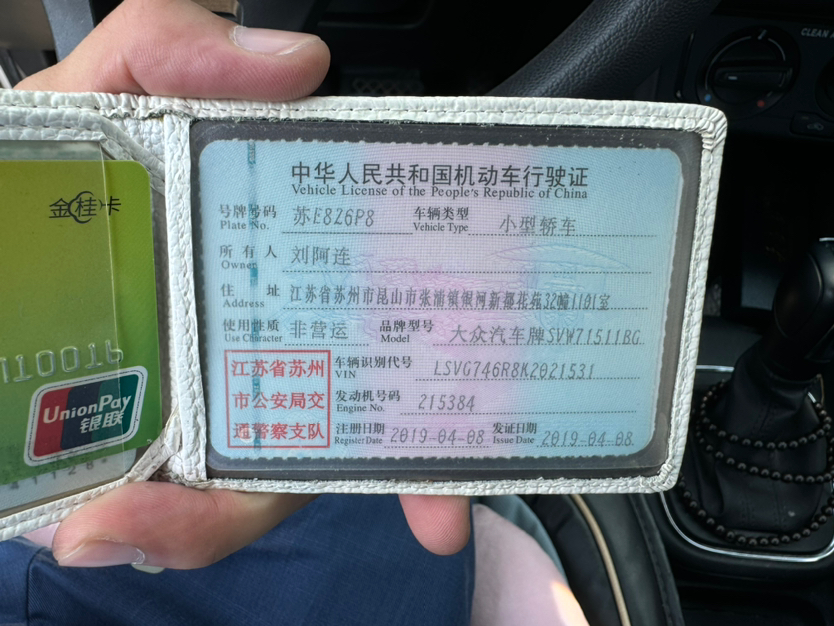 中华人民共和国机动车行驶证
Vehicle License of the People's Republic of China
号牌号码 苏E826P8 车辆类型 小型轿车
Plate No. Vehicle Type
所有人 刘阿连
Owner
住址 江苏省苏州市昆山市张浦镇银河新都花苑32幢1101室
Address
使用性质 非营运 品牌型号 大众汽车牌SVW71511BG
Use Character Model
江苏省苏州
市公安局交
通警察支队
车辆识别代号 LSVG746R8K2021531
VIN
发动机号码 215384
Engine No.
注册日期 2019-04-08 发证日期 2019-04-08
Register Date Issue Date
金桂卡
UnionPay
银联
CLEAN A